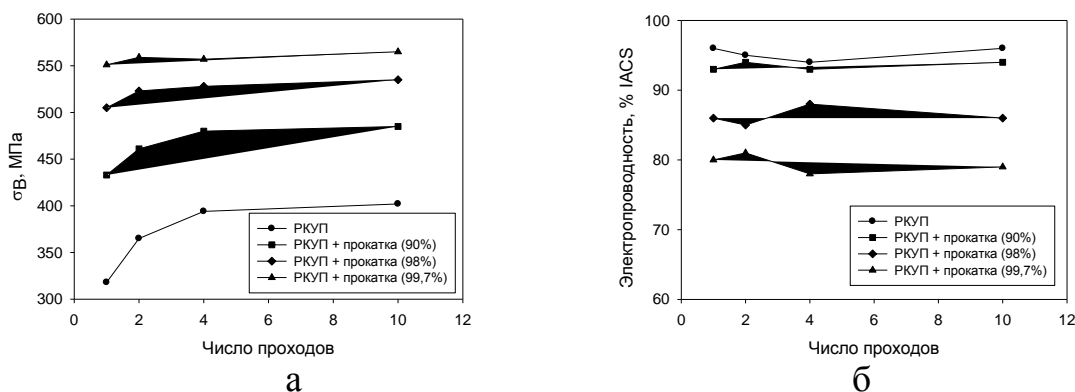 600
550
500
450
400
350
300
σВ, МПа
0 2 4 6 8 10 12
Число проходов
РКУП
РКУП + прокатка (90%)
РКУП + прокатка (98%)
РКУП + прокатка (99,7%)
а
100
90
80
70
60
Электропроводность, % IACS
0 2 4 6 8 10 12
Число проходов
РКУП
РКУП + прокатка (90%)
РКУП + прокатка (98%)
РКУП + прокатка (99,7%)
б